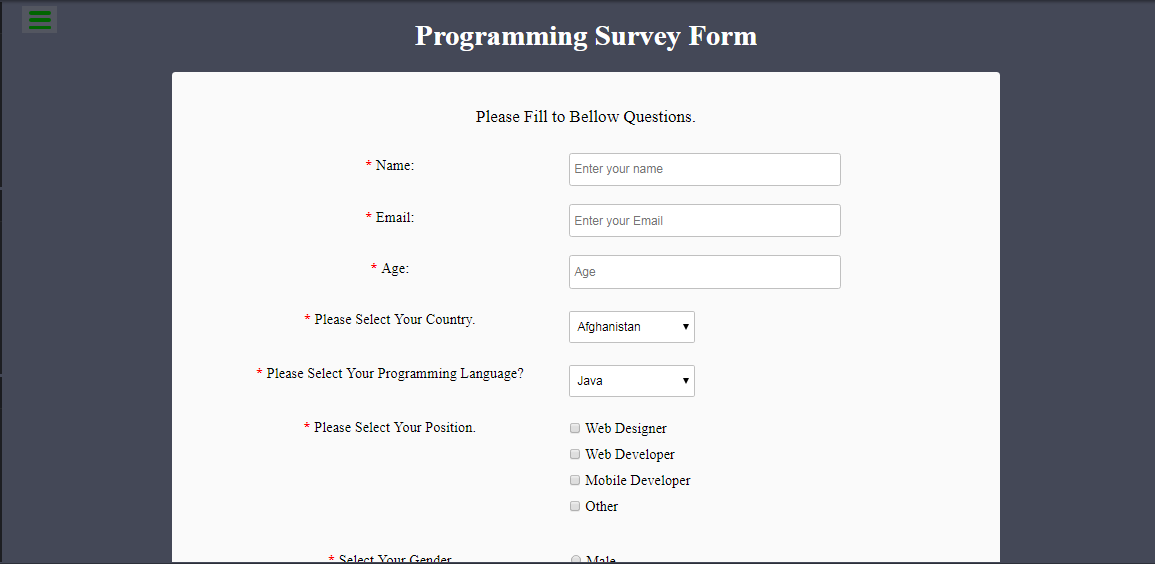 Programming Survey Form
Please Fill to Bellow Questions.
* Name:
Enter your name
* Email:
Enter your Email
* Age:
Age
* Please Select Your Country.
Afghanistan
* Please Select Your Programming Language?
Java
* Please Select Your Position.
Web Designer
Web Developer
Mobile Developer
Other
* Select Your Gender
Male